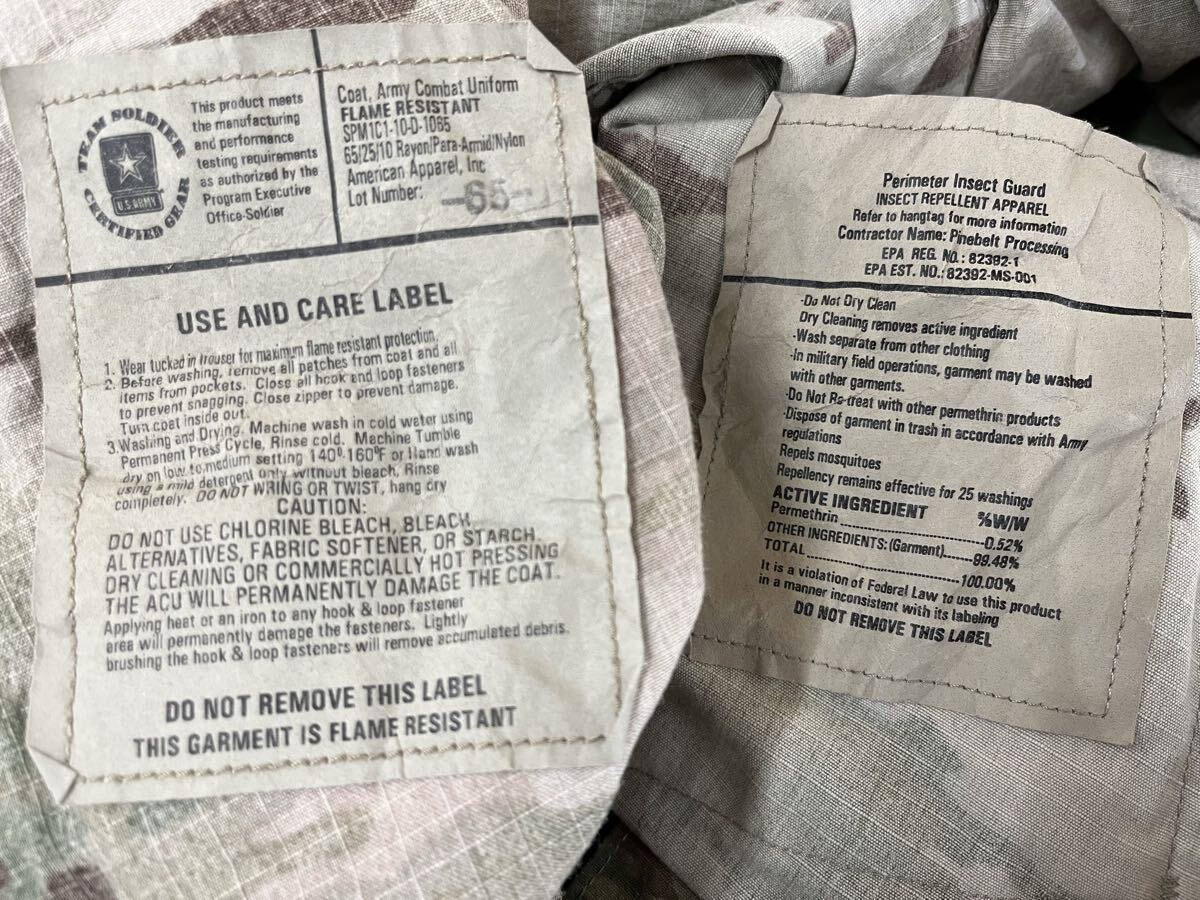 TEAM SOLDIER
CERTIFIED GEAR
U.S. ARMY
This product meets
the manufacturing
and performance
testing requirements
as authorized by the
Program Executive
Office-Soldier
Coat, Army Combat Uniform
FLAME RESISTANT
SPM1C1-10-D-1085
65/25/10 Rayon/Para-Armid/Nylon
American Apparel, Inc
Lot Number:
-65-
USE AND CARE LABEL
1. Wear tucked in trouser for maximum flame resistant protection.
2. Before washing, remove all patches from coat and all
items from pockets. Close all hook and loop fasteners
to prevent snagging. Close zipper to prevent damage.
Turn coat inside out.
3. Washing and Drying. Machine wash in cold water using
Permanent Press Cycle, Rinse cold. Machine Tumble
dry on low to medium setting 140º-160ºF or Hand wash
using a mild detergent only without bleach, Rinse
completely. DO NOT WRING OR TWIST, hang dry
CAUTION:
DO NOT USE CHLORINE BLEACH, BLEACH
ALTERNATIVES, FABRIC SOFTENER, OR STARCH.
DRY CLEANING OR COMMERCIALLY HOT PRESSING
THE ACU WILL PERMANENTLY DAMAGE THE COAT.
Applying heat or an iron to any hook & loop fastener
area will permanently damage the fasteners. Lightly
brushing the hook & loop fasteners will remove accumulated debris.
DO NOT REMOVE THIS LABEL
THIS GARMENT IS FLAME RESISTANT
Perimeter Insect Guard
INSECT REPELLENT APPAREL
Refer to hangtag for more information
Contractor Name: Pinebelt Processing
EPA REG. NO.: 82392-1
EPA EST. NO.: 82392-MS-001
-Do Not Dry Clean
Dry Cleaning removes active ingredient
-Wash separate from other clothing
-In military field operations, garment may be washed
with other garments.
-Do Not Re-treat with other permethrin products
-Dispose of garment in trash in accordance with Army
regulations
Repels mosquitoes
Repellency remains effective for 25 washings
ACTIVE INGREDIENT %W/W
Permethrin 0.52%
OTHER INGREDIENTS: (Garment) 99.48%
TOTAL 100.00%
It is a violation of Federal Law to use this product
in a manner inconsistent with its labeling
DO NOT REMOVE THIS LABEL